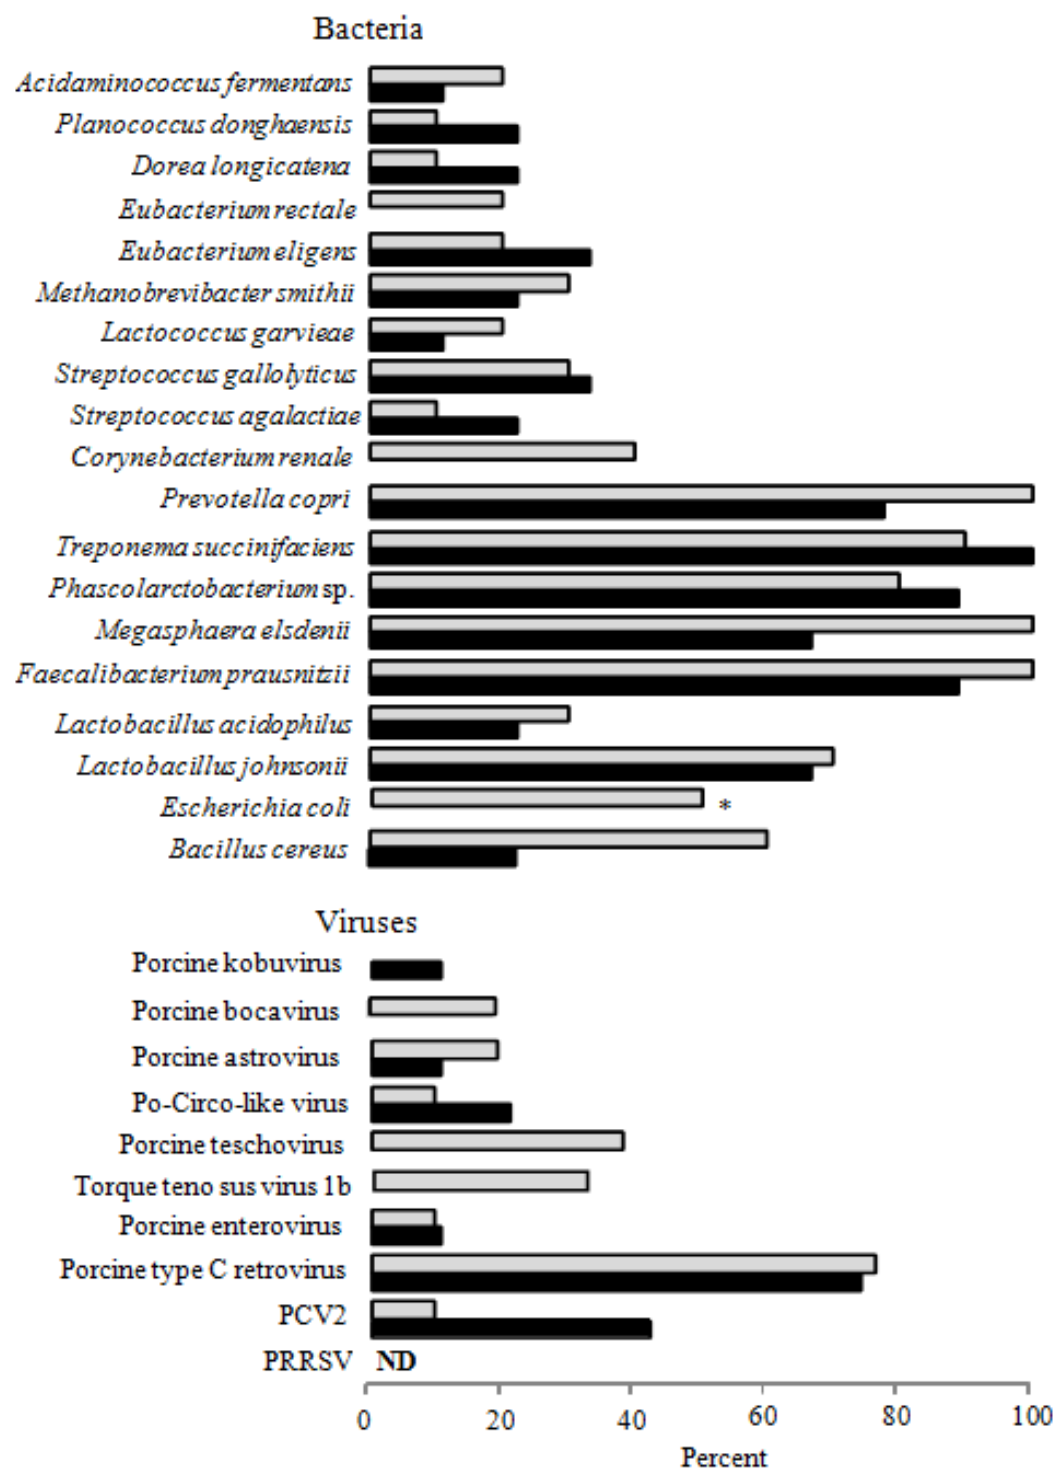 Bacteria
Acidaminococcus fermentans
Planococcus donghaensis
Dorea longicatena
Eubacterium rectale
Eubacterium eligens
Methanobrevibacter smithii
Lactococcus garvieae
Streptococcus gallolyticus
Streptococcus agalactiae
Corynebacterium renale
Prevotella copri
Treponema succinifaciens
Phascolarctobacterium sp.
Megasphaera elsdenii
Faecalibacterium prausnitzii
Lactobacillus acidophilus
Lactobacillus johnsonii
Escherichia coli *
Bacillus cereus
Viruses
Porcine kobuvirus
Porcine bocavirus
Porcine astrovirus
Po-Circo-like virus
Porcine teschovirus
Torque teno sus virus 1b
Porcine enterovirus
Porcine type C retrovirus
PCV2
PRRSV ND
0 20 40 60 80 100
Percent